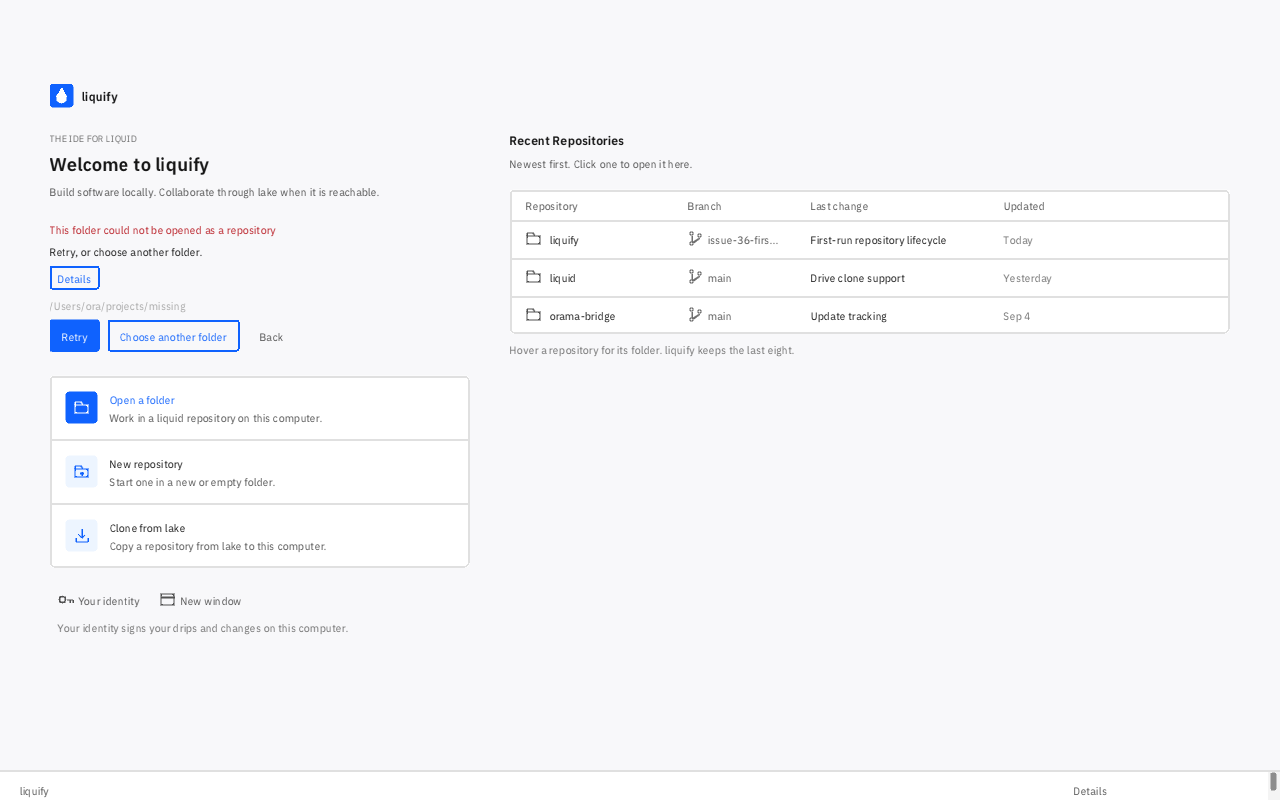 liquify
THE IDE FOR LIQUID
Welcome to liquify
Build software locally. Collaborate through lake when it is reachable.
This folder could not be opened as a repository
Retry, or choose another folder.
Details
/Users/ora/projects/missing
Retry Choose another folder Back
Open a folder
Work in a liquid repository on this computer.
New repository
Start one in a new or empty folder.
Clone from lake
Copy a repository from lake to this computer.
Your identity New window
Your identity signs your drips and changes on this computer.
Recent Repositories
Newest first. Click one to open it here.
Repository Branch Last change Updated
liquify issue-36-firs... First-run repository lifecycle Today
liquid main Drive clone support Yesterday
orama-bridge main Update tracking Sep 4
Hover a repository for its folder. liquify keeps the last eight.
liquify Details